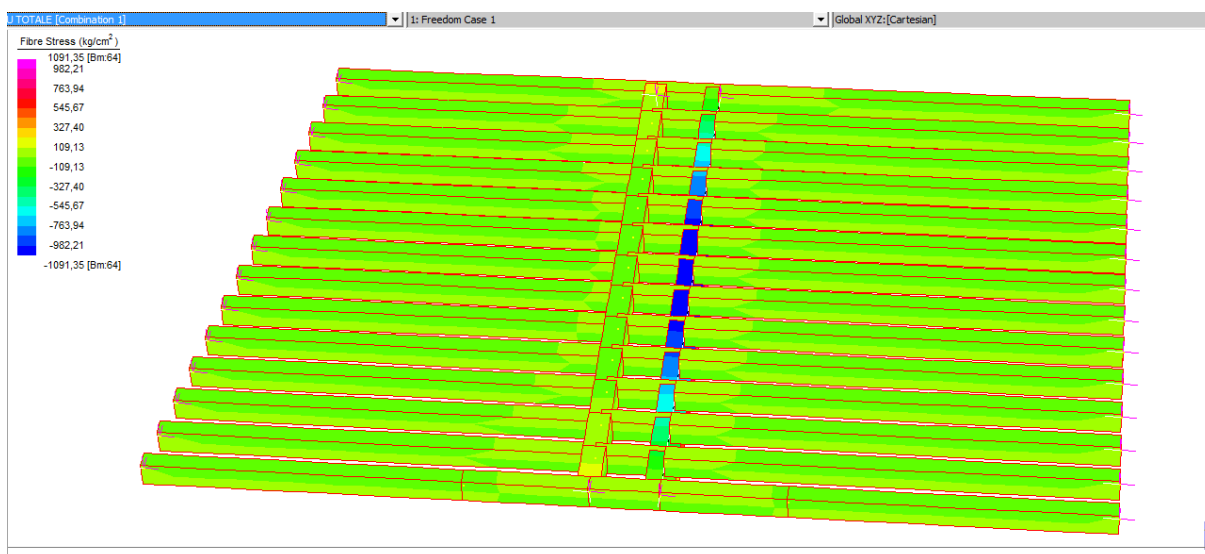 U TOTALE [Combination 1] 1: Freedom Case 1 Global XYZ:[Cartesian]
Fibre Stress (kg/cm²)
1091,35 [Bm:64]
982,21
763,94
545,67
327,40
109,13
-109,13
-327,40
-545,67
-763,94
-982,21
-1091,35 [Bm:64]